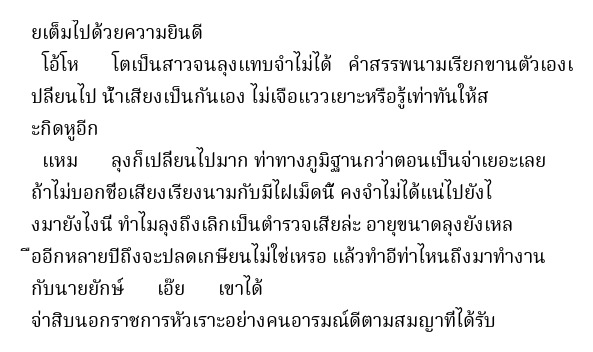 ยเต็มไปด้วยความยินดี
โอ้โห โตเป็นสาวจนลุงแทบจำไม่ได้ คำสรรพนามเรียกขานตัวเองเ
ปลี่ยนไป น้ำเสียงเป็นกันเอง ไม่เจือแววเยาะหรือรู้เท่าทันให้ส
ะกิดหูอีก
แหม ลุงก็เปลี่ยนไปมาก ท่าทางภูมิฐานกว่าตอนเป็นจ่าเยอะเลย
ถ้าไม่บอกชื่อเสียงเรียงนามกับมีไฝเม็ดนี้ คงจำไม่ได้แน่ไปยังไ
งมายังไงนี่ ทำไมลุงถึงเลิกเป็นตำรวจเสียล่ะ อายุขนาดลุงยังเหล
ืออีกหลายปีถึงจะปลดเกษียนไม่ใช่เหรอ แล้วทำอีท่าไหนถึงมาทำงาน
กับนายยักษ์ เอ๊ย เขาได้
จ่าสิบนอกราชการหัวเราะอย่างคนอารมณ์ดีตามสมญาที่ได้รับ